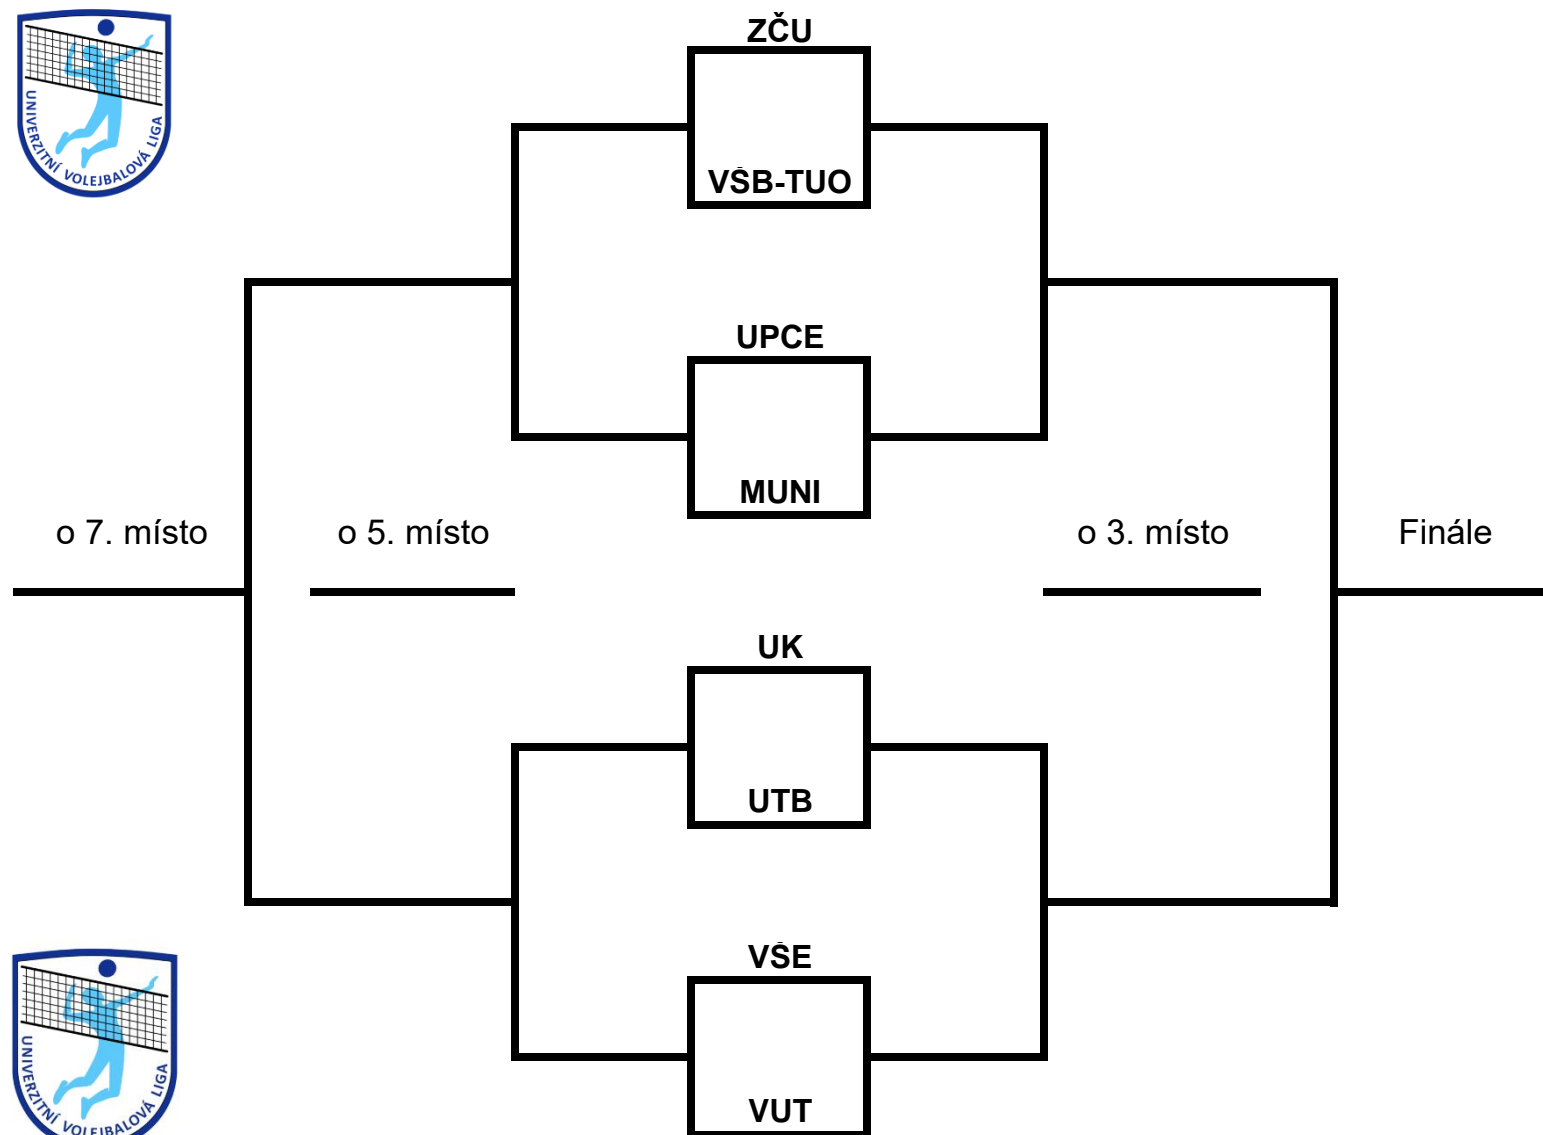 UNIVERZITNÍ VOLEJBALOVÁ LIGA
ZČU
VŠB-TUO
UPCE
MUNI
o 7. místo
o 5. místo
o 3. místo
Finále
UK
UTB
VŠE
VUT
UNIVERZITNÍ VOLEJBALOVÁ LIGA